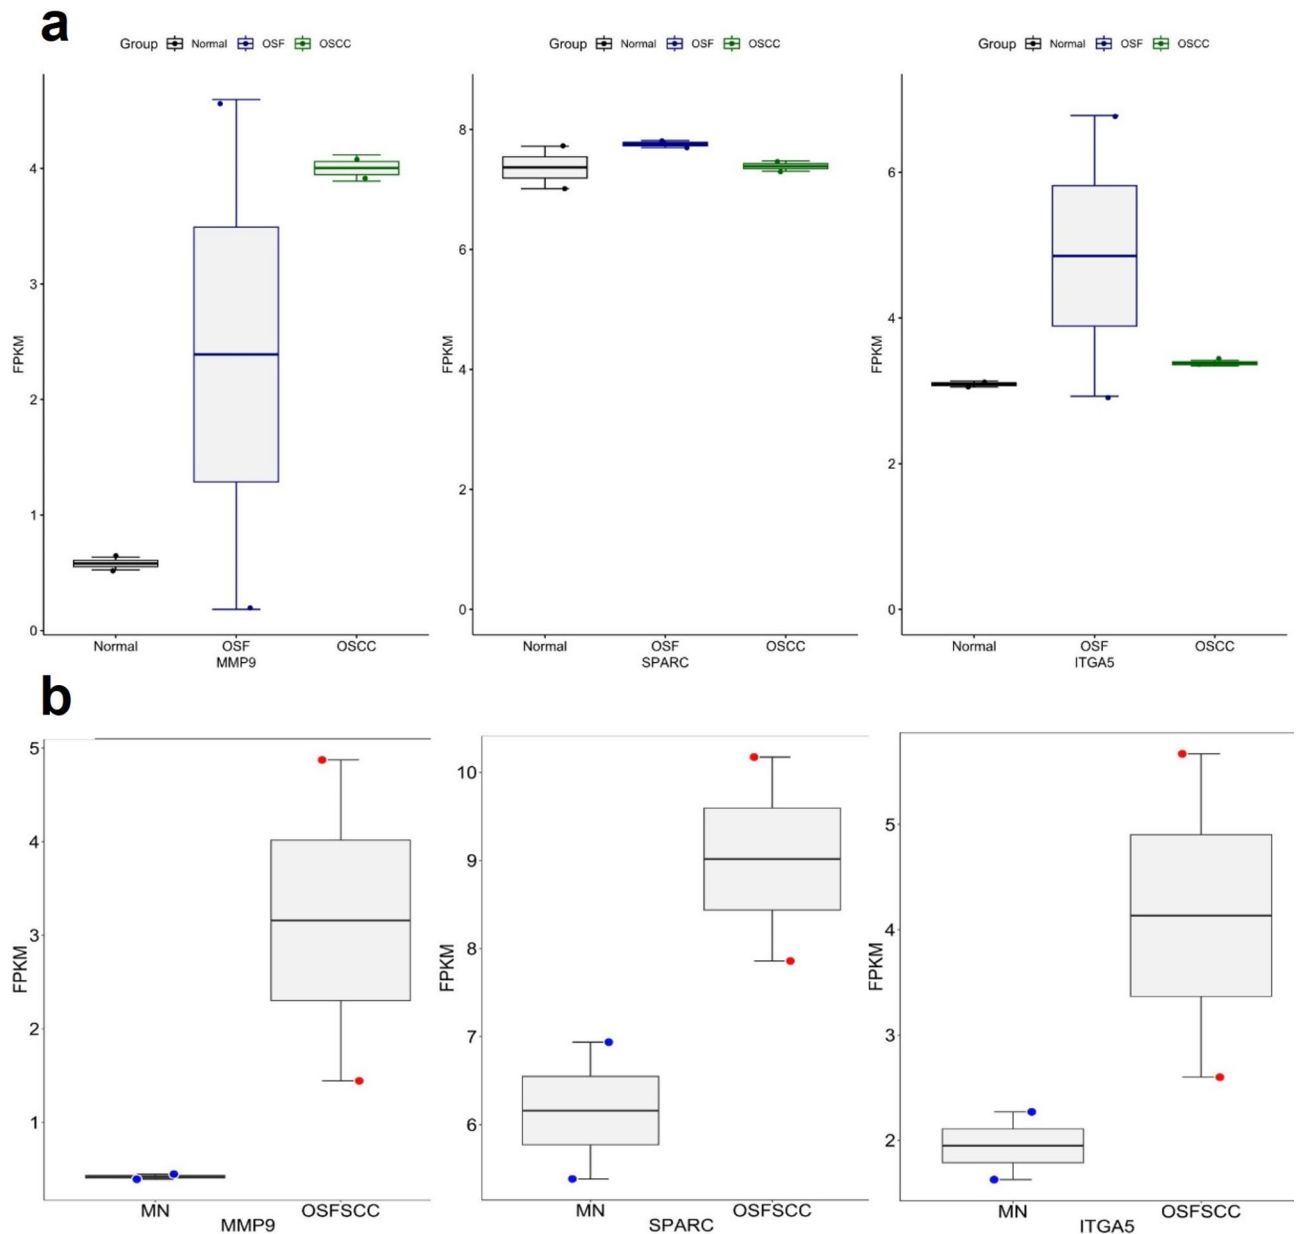 a
Group Normal OSF OSCC
FPKM
4
3
2
1
0
Normal OSF OSCC
MMP9
Group Normal OSF OSCC
FPKM
8
6
4
2
0
Normal OSF OSCC
SPARC
Group Normal OSF OSCC
FPKM
6
4
2
0
Normal OSF OSCC
ITGA5
b
FPKM
5
4
3
2
1
MN OSFSCC
MMP9
FPKM
10
9
8
7
6
MN OSFSCC
SPARC
FPKM
5
4
3
2
MN OSFSCC
ITGA5